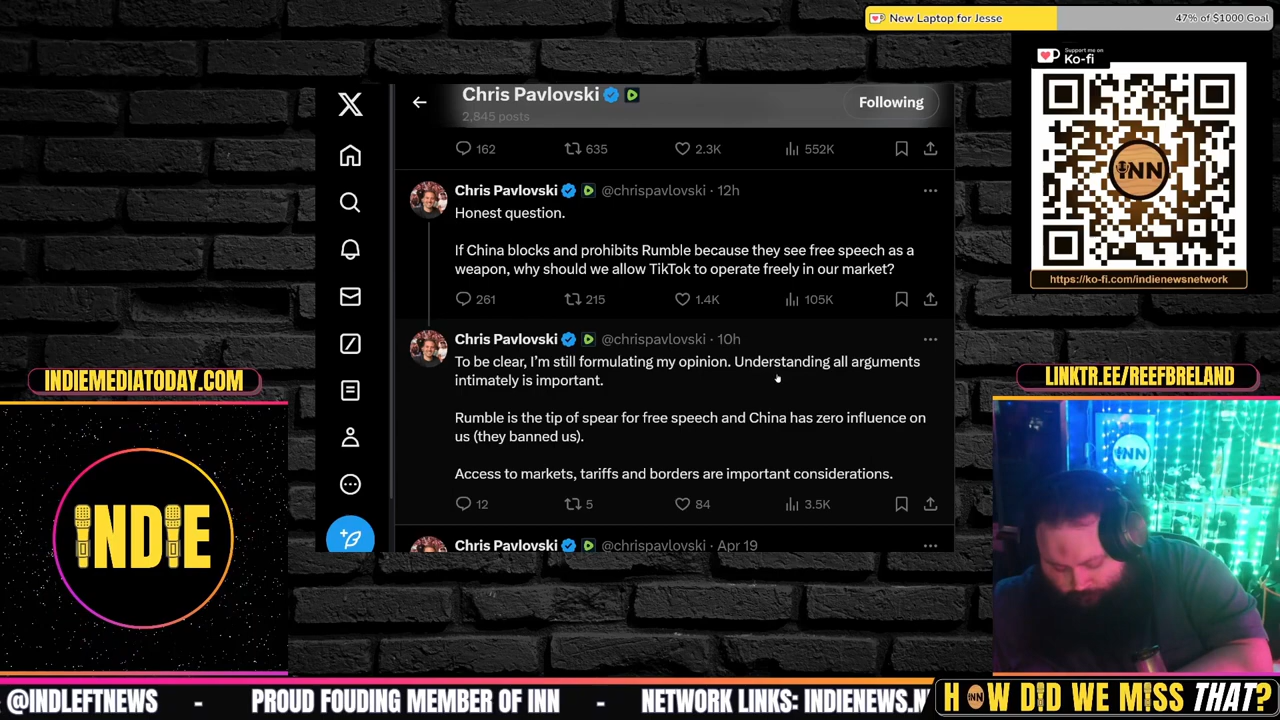 New Laptop for Jesse
47% of $1000 Goal
Support me on
Ko-fi
INN
https://ko-fi.com/indienewsnetwork
Chris Pavlovski
2,845 posts
Following
162 635 2.3K 552K
Chris Pavlovski @chrispavlovski · 12h
Honest question.
If China blocks and prohibits Rumble because they see free speech as a
weapon, why should we allow TikTok to operate freely in our market?
261 215 1.4K 105K
Chris Pavlovski @chrispavlovski · 10h
To be clear, I’m still formulating my opinion. Understanding all arguments
intimately is important.
Rumble is the tip of spear for free speech and China has zero influence on
us (they banned us).
Access to markets, tariffs and borders are important considerations.
12 5 84 3.5K
Chris Pavlovski @chrispavlovski · Apr 19
INDIEMEDIATODAY.COM
INDIE
LINKTR.EE/REEFBRELAND
INN
@INDLEFTNEWS - PROUD FOUDING MEMBER OF INN - NETWORK LINKS: INDIENEWS.N
HOW DID WE MISS THAT?
INN